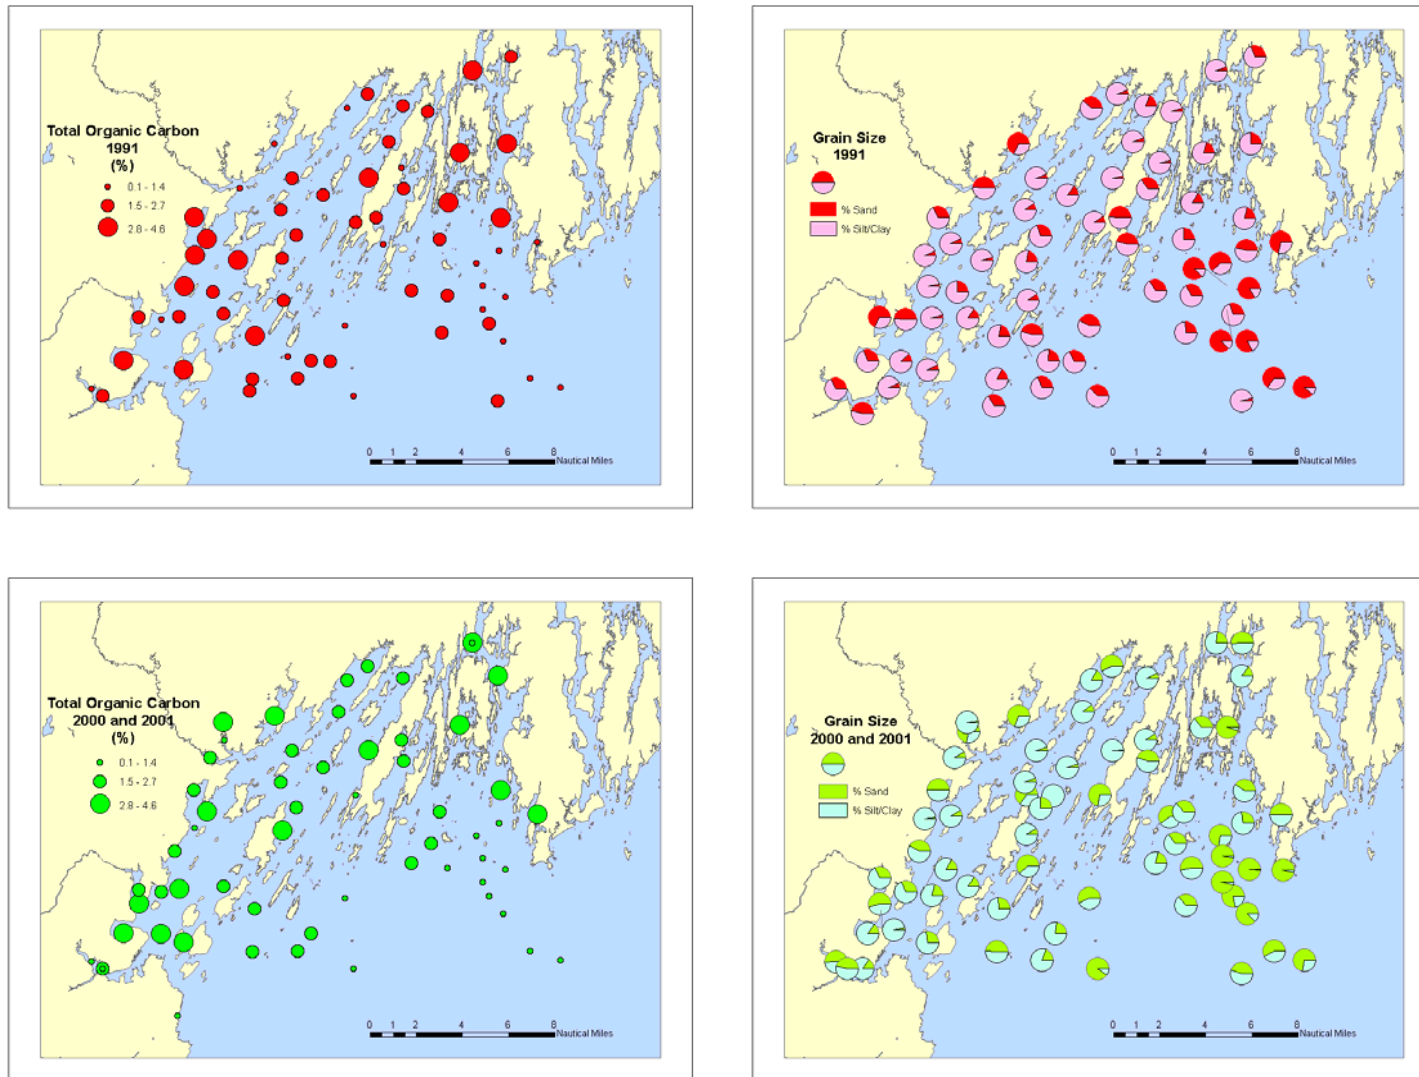 Total Organic Carbon
1991
(%)
0.1 - 1.4
1.5 - 2.7
2.8 - 4.6
0 1 2 4 6 8
Nautical Miles
Grain Size
1991
% Sand
% Silt/Clay
0 1 2 4 6 8
Nautical Miles
Total Organic Carbon
2000 and 2001
(%)
0.1 - 1.4
1.5 - 2.7
2.8 - 4.6
0 1 2 4 6 8
Nautical Miles
Grain Size
2000 and 2001
% Sand
% Silt/Clay
0 1 2 4 6 8
Nautical Miles